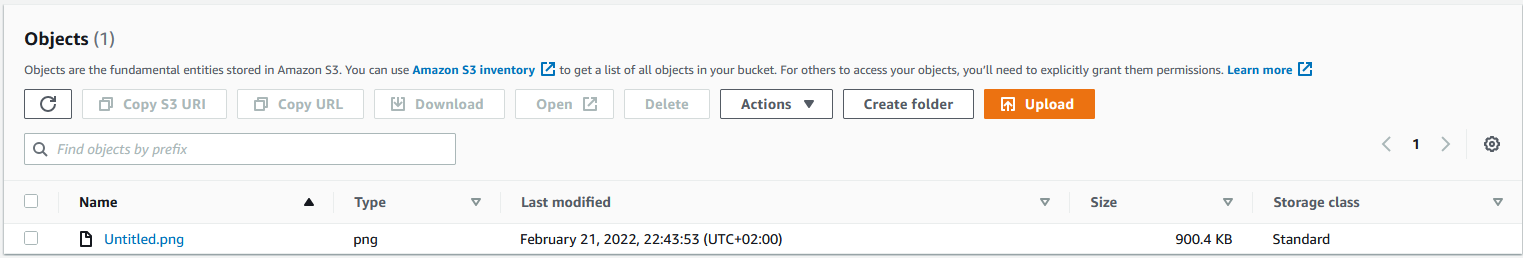 Objects (1)
Objects are the fundamental entities stored in Amazon S3. You can use Amazon S3 inventory to get a list of all objects in your bucket. For others to access your objects, you'll need to explicitly grant them permissions. Learn more
Copy S3 URI Copy URL Download Open Delete Actions Create folder Upload
Find objects by prefix 1
Name Type Last modified Size Storage class
Untitled.png png February 21, 2022, 22:43:53 (UTC+02:00) 900.4 KB Standard